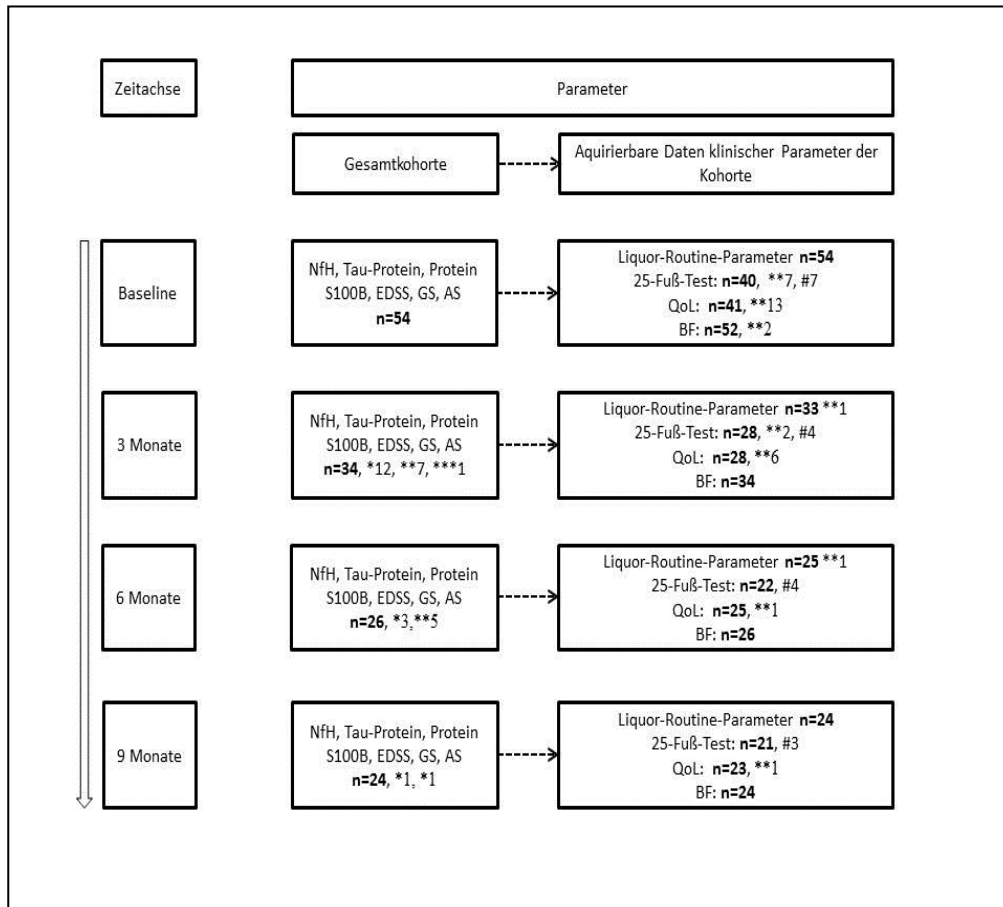 Zeitachse
Parameter
Gesamtkohorte
Aquirierbare Daten klinischer Parameter der
Kohorte
Baseline
NfH, Tau-Protein, Protein
S100B, EDSS, GS, AS
n=54
Liquor-Routine-Parameter n=54
25-Fuß-Test: n=40, **7, #7
QoL: n=41, **13
BF: n=52, **2
3 Monate
NfH, Tau-Protein, Protein
S100B, EDSS, GS, AS
n=34, *12, **7, ***1
Liquor-Routine-Parameter n=33 **1
25-Fuß-Test: n=28, **2, #4
QoL: n=28, **6
BF: n=34
6 Monate
NfH, Tau-Protein, Protein
S100B, EDSS, GS, AS
n=26, *3,**5
Liquor-Routine-Parameter n=25 **1
25-Fuß-Test: n=22, #4
QoL: n=25, **1
BF: n=26
9 Monate
NfH, Tau-Protein, Protein
S100B, EDSS, GS, AS
n=24, *1, *1
Liquor-Routine-Parameter n=24
25-Fuß-Test: n=21, #3
QoL: n=23, **1
BF: n=24